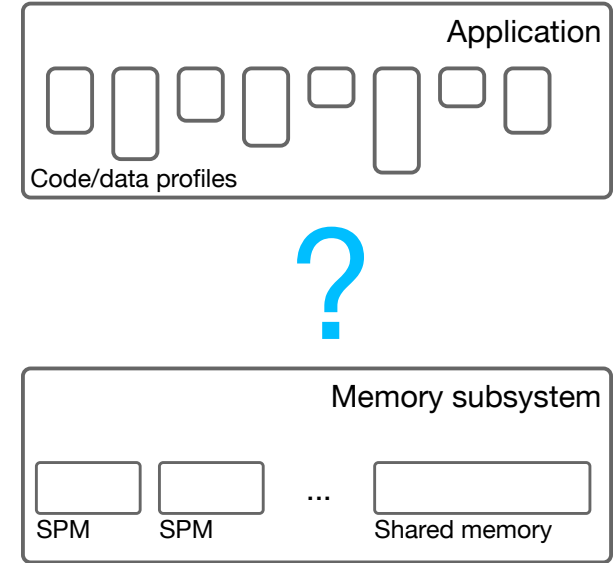 Application
Code/data profiles
?
Memory subsystem
...
SPM
SPM
Shared memory